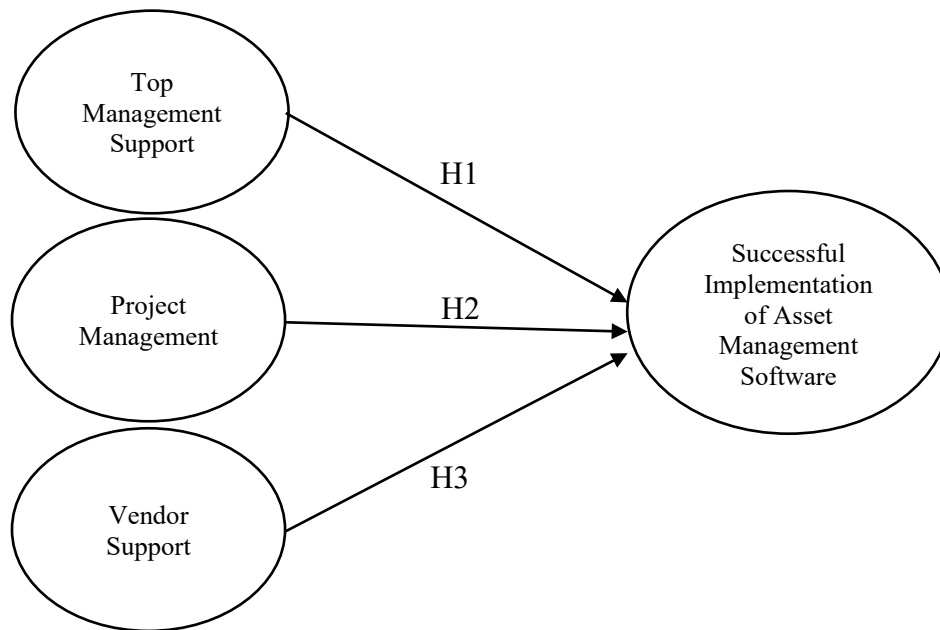 Top
Management
Support
H1
Project
Management
H2
Vendor
Support
H3
Successful
Implementation
of Asset
Management
Software